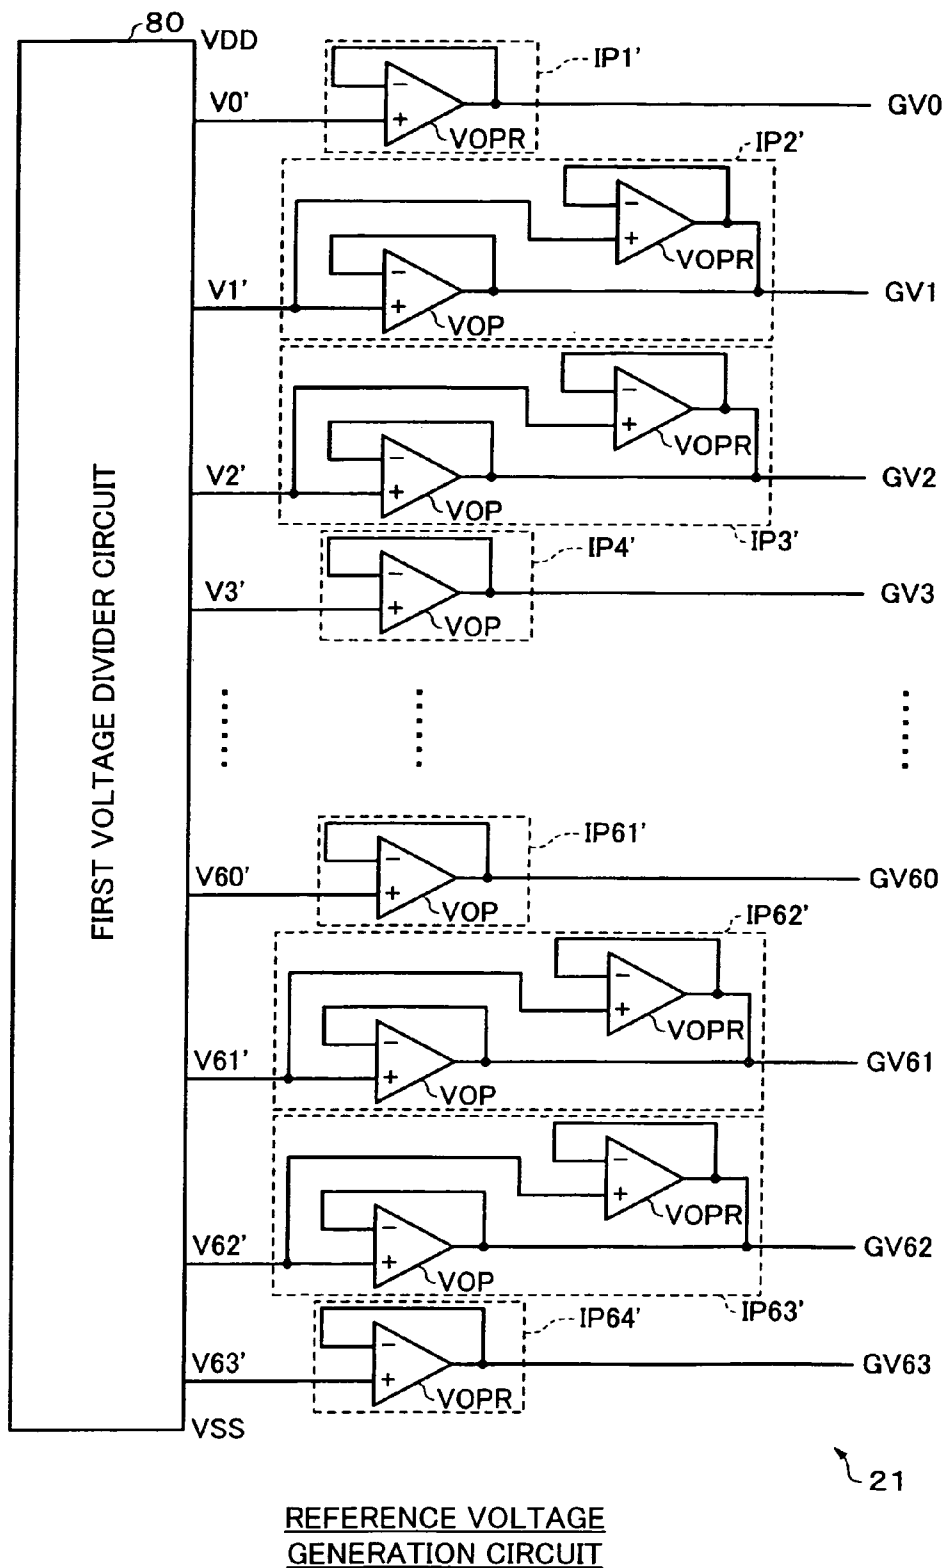 80
VDD
IP1'
V0'
−
+
VOPR
GV0
IP2'
−
+
VOPR
V1'
−
+
VOP
GV1
−
+
VOPR
V2'
−
+
VOP
GV2
IP3'
IP4'
V3'
−
+
VOP
GV3
FIRST VOLTAGE DIVIDER CIRCUIT
IP61'
V60'
−
+
VOP
GV60
IP62'
−
+
VOPR
V61'
−
+
VOP
GV61
−
+
VOPR
V62'
−
+
VOP
GV62
IP63'
IP64'
V63'
−
+
VOPR
GV63
VSS
21
REFERENCE VOLTAGE
GENERATION CIRCUIT